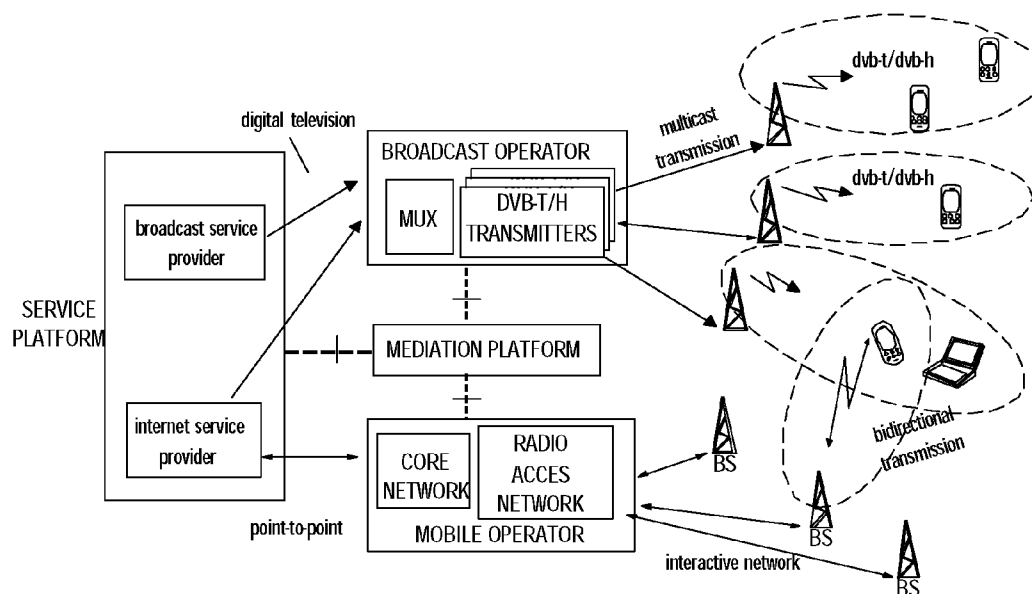 dvb-t/dvb-h
digital television
multicast
transmission
BROADCAST OPERATOR
MUX
DVB-T/H
TRANSMITTERS
dvb-t/dvb-h
broadcast service
provider
SERVICE
PLATFORM
MEDIATION PLATFORM
internet service
provider
CORE
NETWORK
RADIO
ACCES
NETWORK
MOBILE OPERATOR
point-to-point
BS
bidirectional
transmission
BS
interactive network
BS